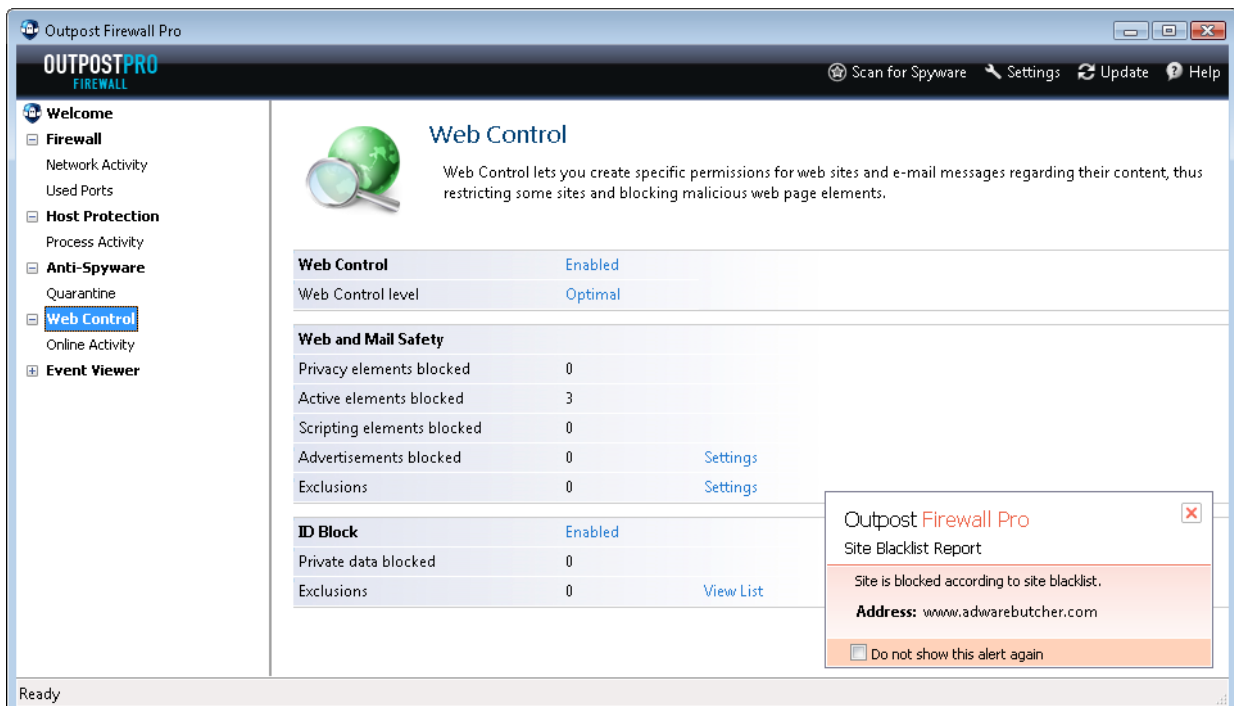 Outpost Firewall Pro
OUTPOSTPRO
FIREWALL
Scan for Spyware Settings Update Help
Welcome
Firewall
Network Activity
Used Ports
Host Protection
Process Activity
Anti-Spyware
Quarantine
Web Control
Online Activity
Event Viewer
Web Control
Web Control lets you create specific permissions for web sites and e-mail messages regarding their content, thus
restricting some sites and blocking malicious web page elements.
Web Control Enabled
Web Control level Optimal
Web and Mail Safety
Privacy elements blocked 0
Active elements blocked 3
Scripting elements blocked 0
Advertisements blocked 0 Settings
Exclusions 0 Settings
ID Block Enabled
Private data blocked 0
Exclusions 0 View List
Outpost Firewall Pro
Site Blacklist Report
Site is blocked according to site blacklist.
Address: www.adwarebutcher.com
Do not show this alert again
Ready